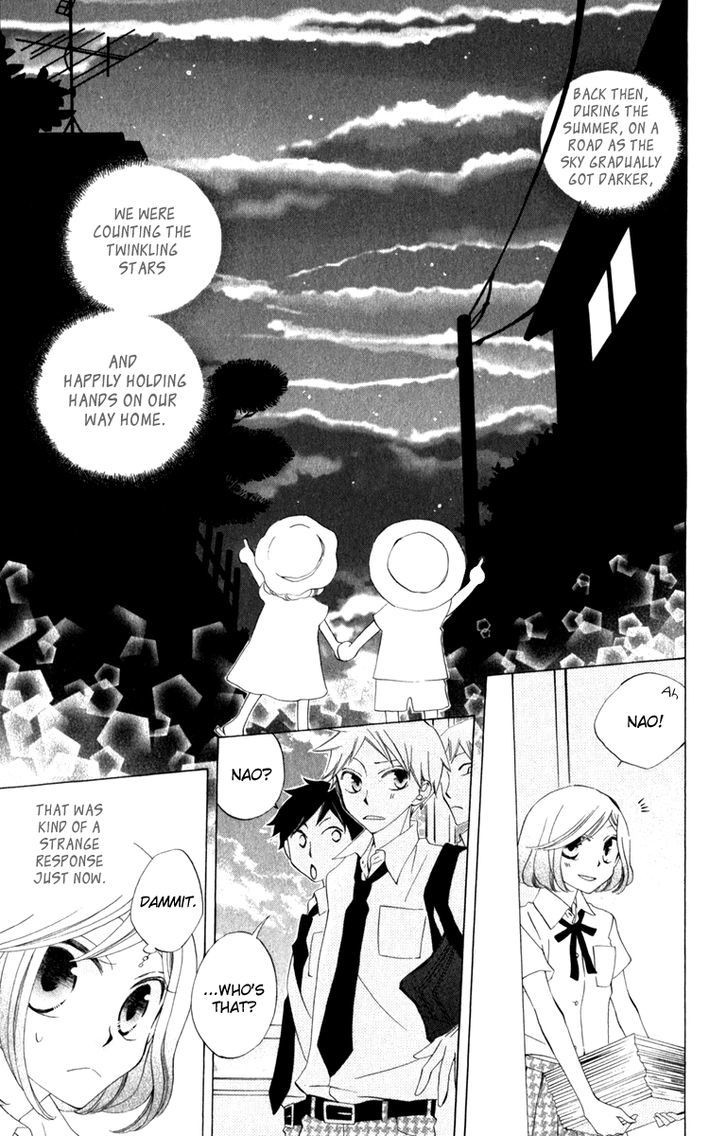 BACK THEN,
DURING THE
SUMMER, ON A
ROAD AS THE
SKY GRADUALLY
GOT DARKER,
WE WERE
COUNTING THE
TWINKLING
STARS
AND
HAPPILY HOLDING
HANDS ON OUR
WAY HOME.
AH,
NAO!
NAO?
...WHO'S
THAT?
THAT WAS
KIND OF A
STRANGE
RESPONSE
JUST NOW.
DAMMIT.